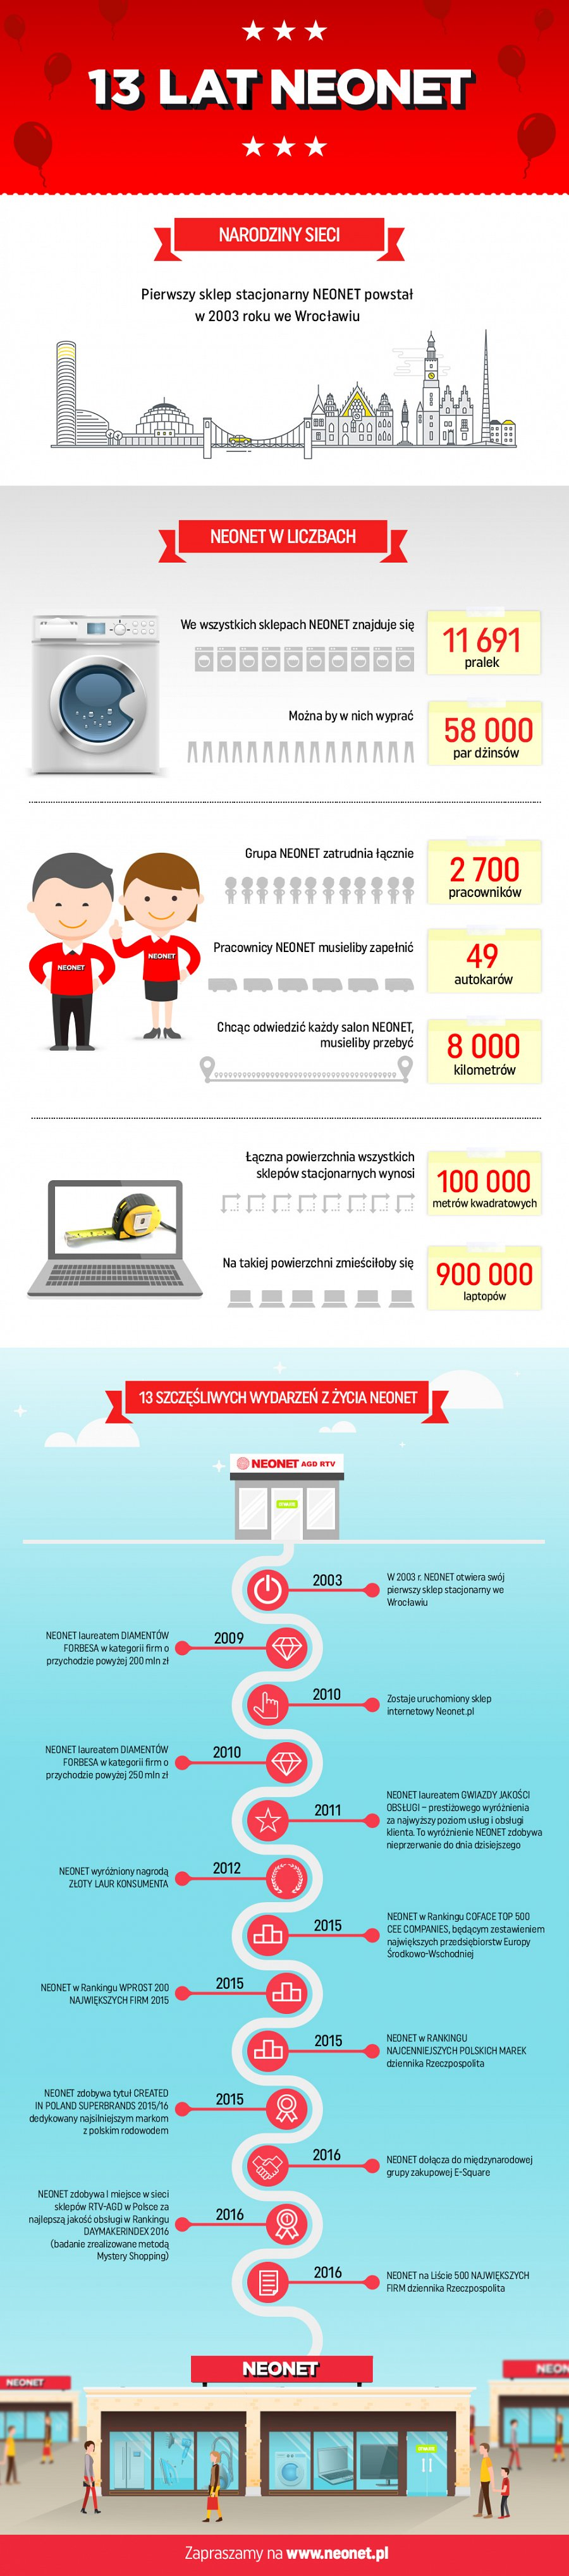 13 LAT NEONET
NARODZINY SIECI
Pierwszy sklep stacjonarny NEONET powstał
w 2003 roku we Wrocławiu
NEONET W LICZBACH
We wszystkich sklepach NEONET znajduje się
11 691
pralek
Można by w nich wyprać
58 000
par dżinsów
Grupa NEONET zatrudnia łącznie
2 700
pracowników
NEONET
NEONET
Pracownicy NEONET musieliby zapełnić
49
autokarów
Chcąc odwiedzić każdy salon NEONET,
musieliby przebyć
8 000
kilometrów
Łączna powierzchnia wszystkich
sklepów stacjonarnych wynosi
100 000
metrów kwadratowych
Na takiej powierzchni zmieściłoby się
900 000
laptopów
13 SZCZĘŚLIWYCH WYDARZEŃ Z ŻYCIA NEONET
NEONET AGD RTV
2003
W 2003 r. NEONET otwiera swój
pierwszy sklep stacjonarny we
Wrocławiu
2009
NEONET laureatem DIAMENTÓW
FORBESA w kategorii firm o
przychodzie powyżej 200 mln zł
2010
Zostaje uruchomiony sklep
internetowy Neonet.pl
2010
NEONET laureatem DIAMENTÓW
FORBESA w kategorii firm o
przychodzie powyżej 250 mln zł
2011
NEONET laureatem GWIAZDY JAKOŚCI
OBSŁUGI – prestiżowego wyróżnienia
za najwyższy poziom usług i obsługi
klienta. To wyróżnienie NEONET zdobywa
nieprzerwanie do dnia dzisiejszego
2012
NEONET wyróżniony nagrodą
ZŁOTY LAUR KONSUMENTA
2015
NEONET w Rankingu COFACE TOP 500
CEE COMPANIES, będącym zestawieniem
największych przedsiębiorstw Europy
Środkowo-Wschodniej
2015
NEONET w Rankingu WPROST 200
NAJWIĘKSZYCH FIRM 2015
2015
NEONET w RANKINGU
NAJCENNIEJSZYCH POLSKICH MAREK
dziennika Rzeczpospolita
2015
NEONET zdobywa tytuł CREATED
IN POLAND SUPERBRANDS 2015/16
dedykowany najsilniejszym markom
z polskim rodowodem
2016
NEONET dołącza do międzynarodowej
grupy zakupowej E-Square
2016
NEONET zdobywa I miejsce w sieci
sklepów RTV-AGD w Polsce za
najlepszą jakość obsługi w Rankingu
DAYMAKERINDEX 2016
(badanie zrealizowane metodą
Mystery Shopping)
2016
NEONET na Liście 500 NAJWIĘKSZYCH
FIRM dziennika Rzeczpospolita
NEONET
NEONET
NEON
Zapraszamy na www.neonet.pl